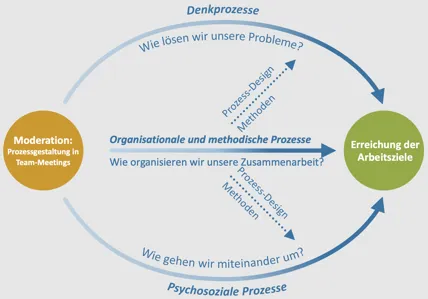 Denkprozesse
Wie lösen wir unsere Probleme?
Prozess-Design
Methoden
Moderation:
Prozessgestaltung in
Team-Meetings
Organisationale und methodische Prozesse
Wie organisieren wir unsere Zusammenarbeit?
Erreichung der
Arbeitsziele
Prozess-Design
Methoden
Wie gehen wir miteinander um?
Psychosoziale Prozesse